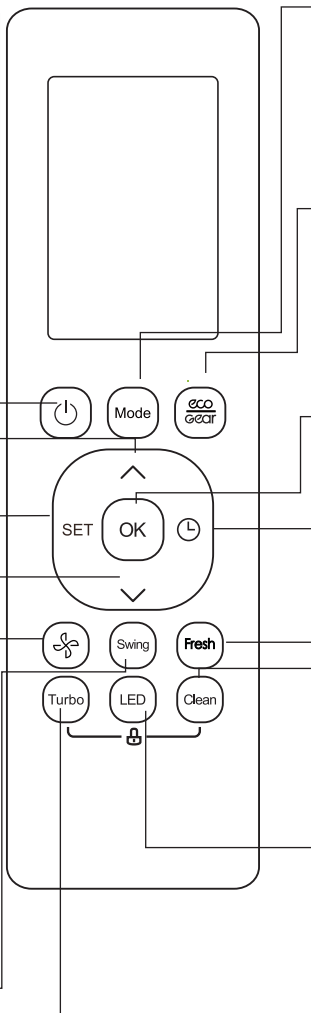 Mode
eco
Gear
SET
OK
Swing
Fresh
Turbo
LED
Clean